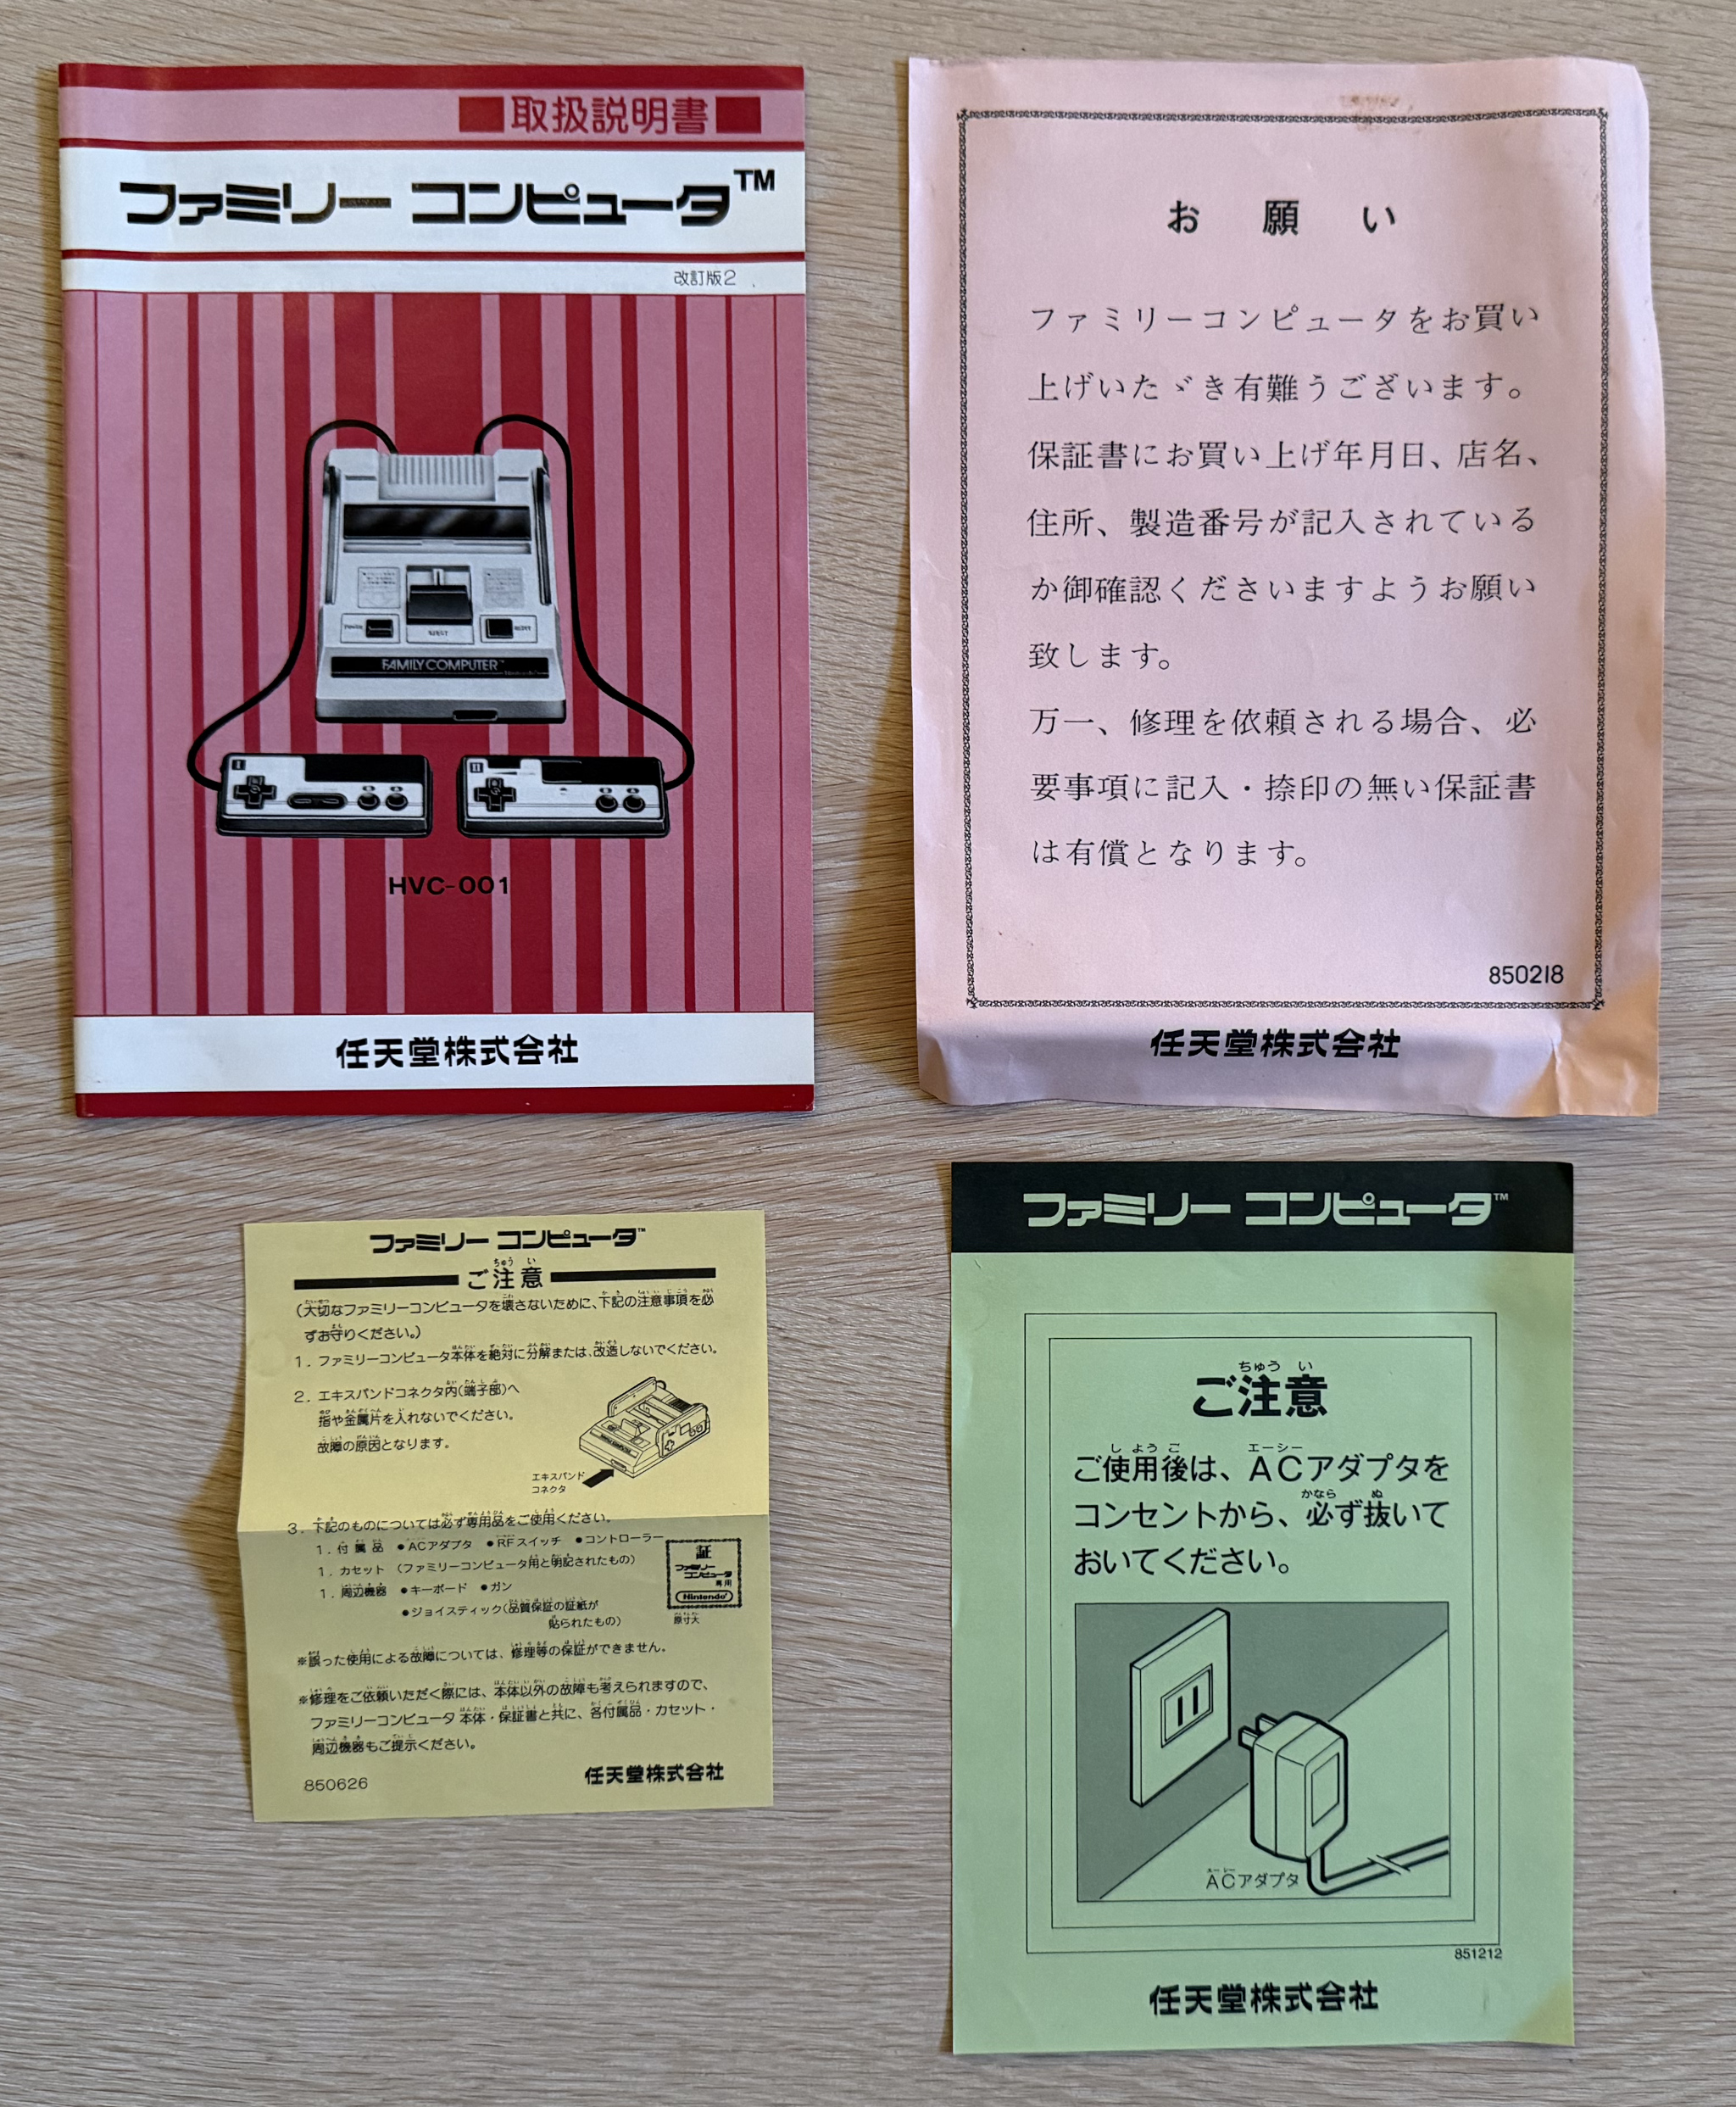 ■取扱説明書■
ファミリー コンピュータ™
改訂版2
POWER
EJECT
RESET
FAMILY COMPUTER™
I
II
HVC-001
任天堂株式会社
お願い
ファミリーコンピュータをお買い
上げいたゞき有難うございます。
保証書にお買い上げ年月日、店名、
住所、製造番号が記入されている
か御確認くださいますようお願い
致します。
万一、修理を依頼される場合、必
要事項に記入・捺印の無い保証書
は有償となります。
850218
任天堂株式会社
ファミリー コンピュータ™
ちゅう い
ご注意
(大切なファミリーコンピュータを壊さないために、下記の注意事項を必
ずお守りください。)
1. ファミリーコンピュータ本体を絶対に分解または、改造しないでください。
2. エキスパンドコネクタ内(端子部)へ
指や金属片を入れないでください。
故障の原因となります。
エキスパンド
コネクタ
3. 下記のものについては必ず専用品をご使用ください。
1. 付属品 ●ACアダプタ ●RFスイッチ ●コントローラー
1. カセット (ファミリーコンピュータ用と明記されたもの)
1. 周辺機器 ●キーボード ●ガン
●ジョイスティック(品質保証の証紙が
貼られたもの)
証
ファミリー
コンピュータ
専用
Nintendo
原寸大
※誤った使用による故障については、修理等の保証ができません。
※修理をご依頼いただく際には、本体以外の故障も考えられますので、
ファミリーコンピュータ本体・保証書と共に、各付属品・カセット・
周辺機器もご提示ください。
850626
任天堂株式会社
ファミリー コンピュータ™
ちゅう い
ご注意
しようご エーシー
ご使用後は、ACアダプタを
かなら ぬ
コンセントから、必ず抜いて
おいてください。
エーシー
ACアダプタ
851212
任天堂株式会社